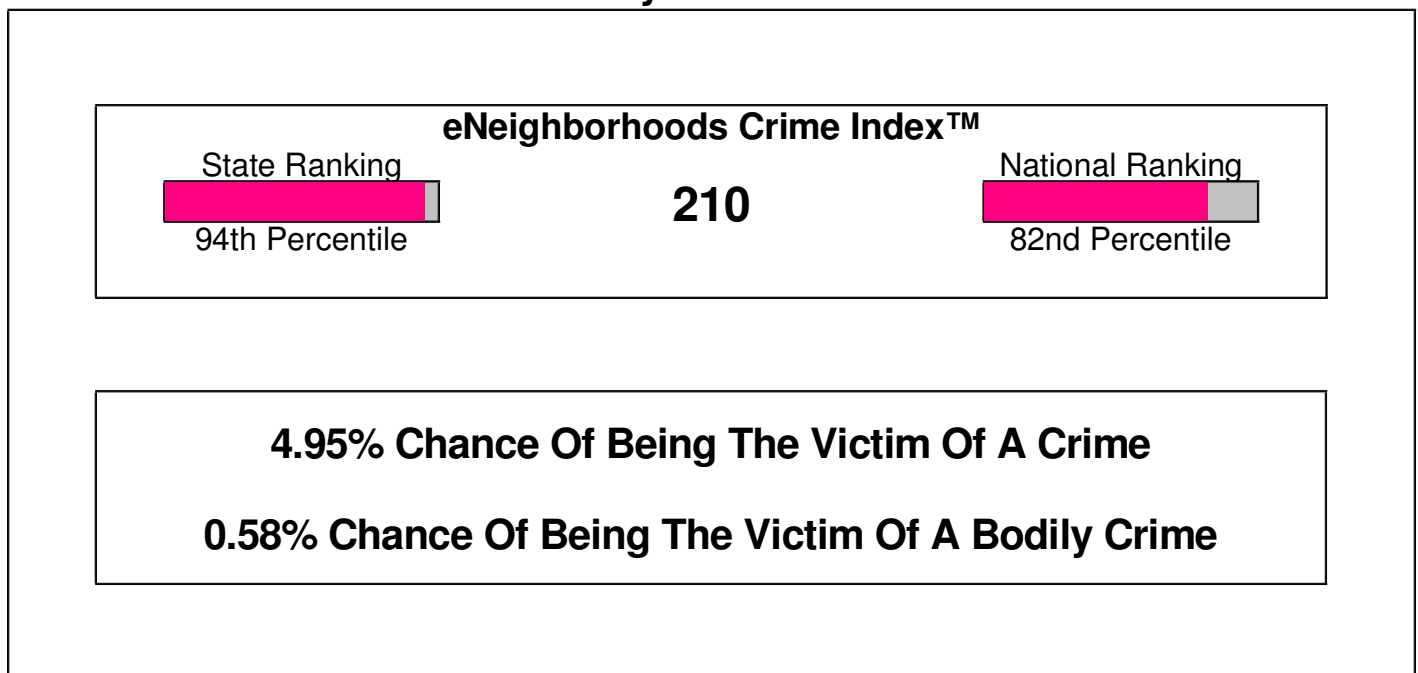 eNeighborhoods Crime Index™
State Ranking
94th Percentile
210
National Ranking
82nd Percentile
4.95% Chance Of Being The Victim Of A Crime
0.58% Chance Of Being The Victim Of A Bodily Crime